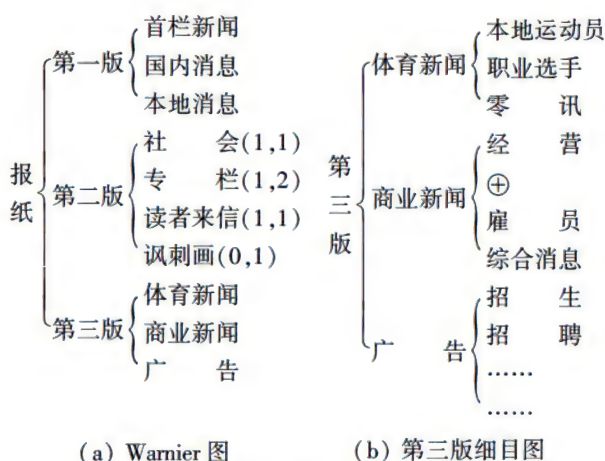 报纸
第一版
首栏新闻
国内消息
本地消息
第二版
社 会(1,1)
专 栏(1,2)
读者来信(1,1)
讽刺画(0,1)
第三版
体育新闻
商业新闻
广 告
(a) Warnier 图
第三版
体育新闻
本地运动员
职业选手
零 讯
商业新闻
经 营
⊕
雇 员
综合消息
广 告
招 生
招 聘
……
……
(b) 第三版细目图